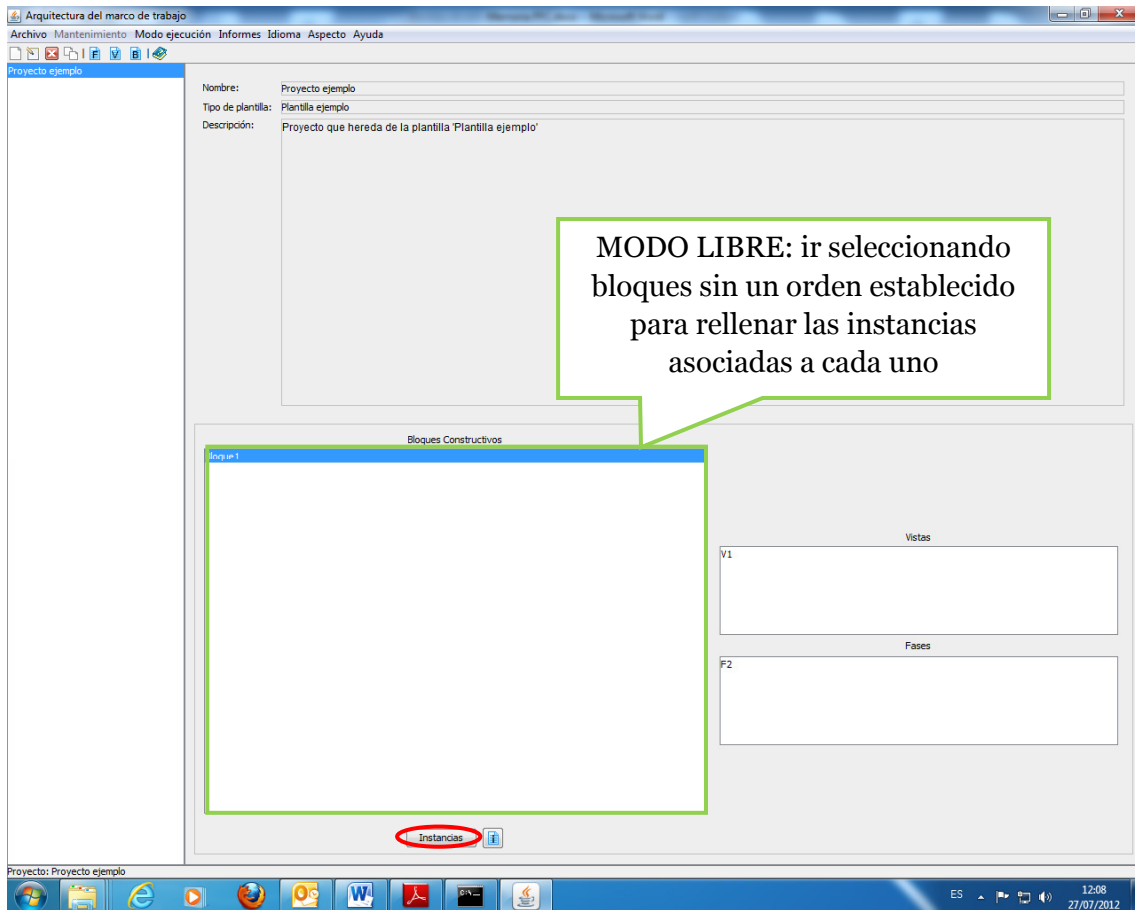 Arquitectura del marco de trabajo
Archivo Mantenimiento Modo ejecución Informes Idioma Aspecto Ayuda
F V B
Proyecto ejemplo
Nombre: Proyecto ejemplo
Tipo de plantilla: Plantilla ejemplo
Descripción: Proyecto que hereda de la plantilla 'Plantilla ejemplo'
MODO LIBRE: ir seleccionando
bloques sin un orden establecido
para rellenar las instancias
asociadas a cada uno
Bloques Constructivos
loque1
Vistas
V1
Fases
F2
Instancias i
Proyecto: Proyecto ejemplo
ES 12:08
27/07/2012